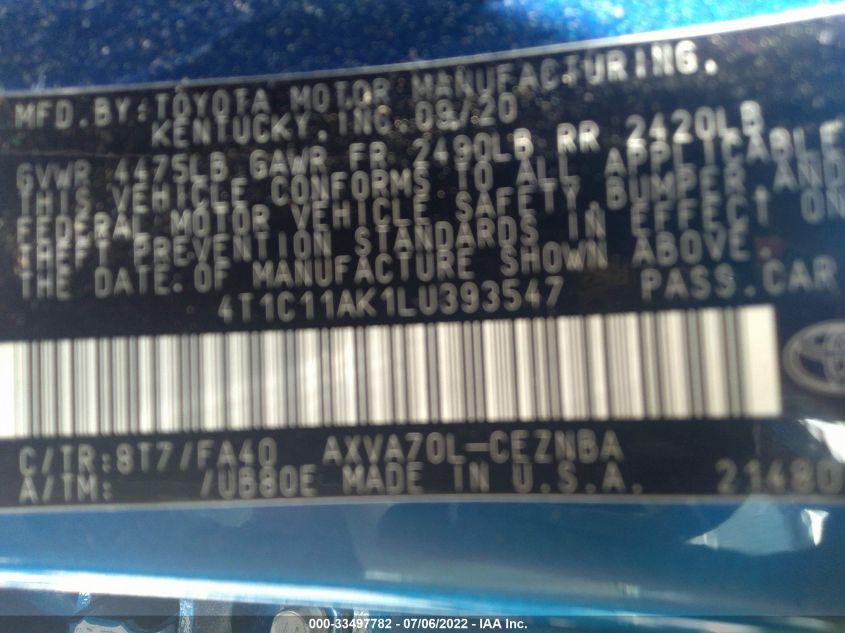 MFD.BY:TOYOTA MOTOR MANUFACTURING.
KENTUCKY,INC.09/20
GVWR 4475LB GAWR FR 2490LB RR 2420LB
THIS VEHICLE CONFORMS TO ALL APPLICABLE
FEDERAL MOTOR VEHICLE SAFETY,BUMPER,AND
THEFT PREVENTION STANDARDS IN EFFECT ON
THE DATE.OF MANUFACTURE SHOWN ABOVE.
4T1C11AK1LU393547 PASS.CAR
C/TR:8T7/FA40 AXVA70L-CEZNBA
A/TM: /UB80E MADE IN U.S.A. 21480
000-33497782 - 07/06/2022 - IAA Inc.